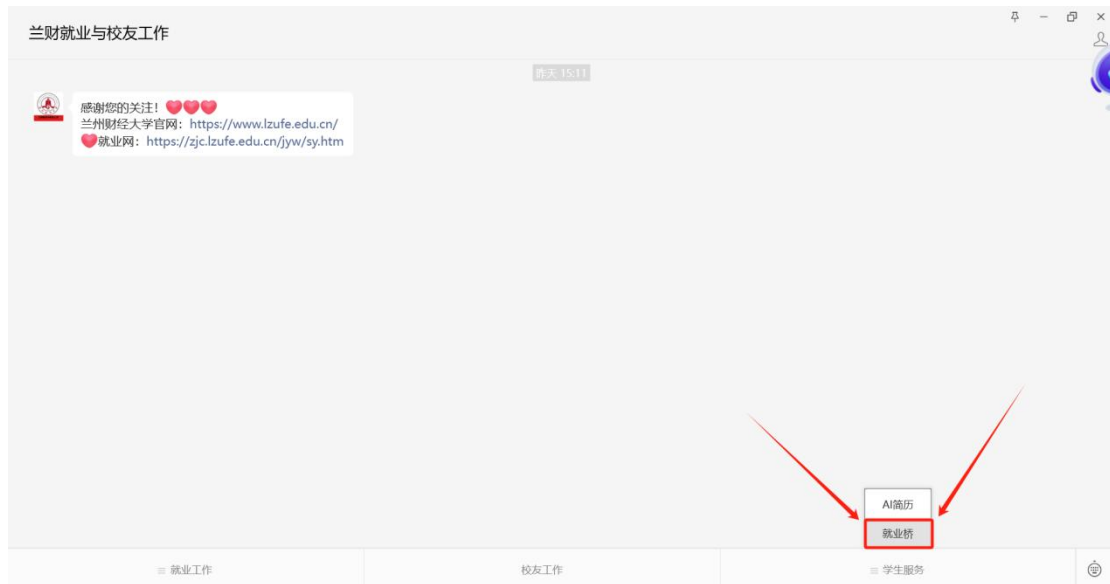 兰财就业与校友工作
昨天 15:11
感谢您的关注！
兰州财经大学官网：https://www.lzufe.edu.cn/
就业网：https://zjc.lzufe.edu.cn/jyw/sy.htm
AI简历
就业桥
就业工作
校友工作
学生服务